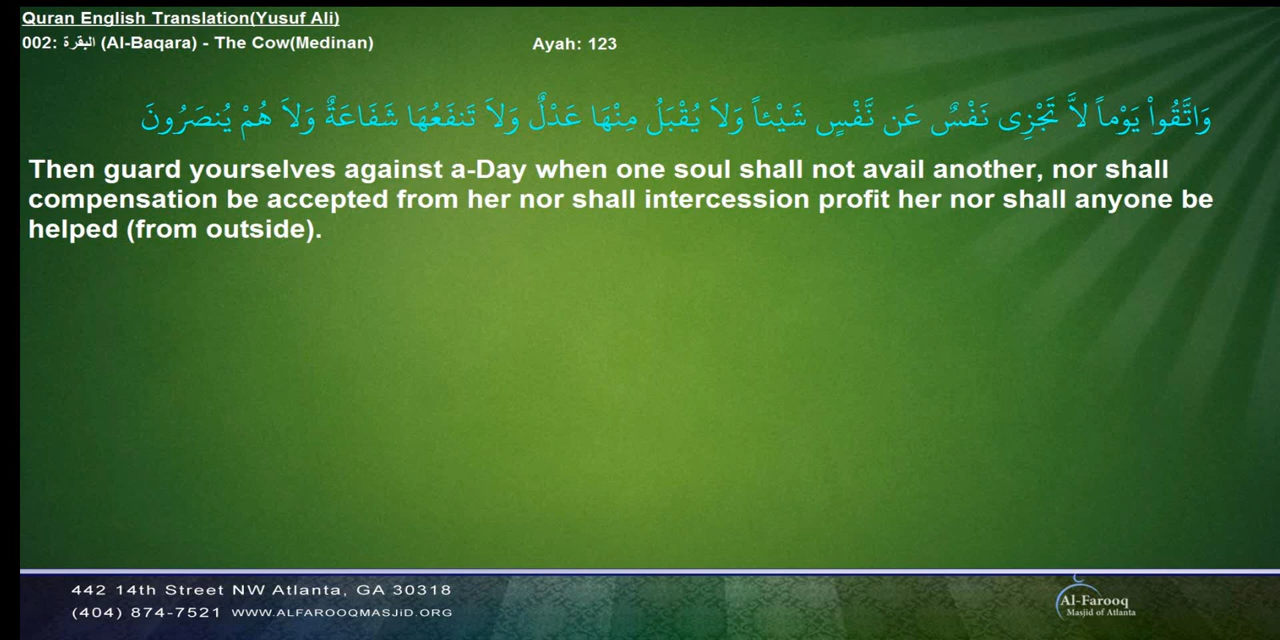 Quran English Translation(Yusuf Ali)
002: البقرة (Al-Baqara) - The Cow(Medinan)
Ayah: 123
وَاتَّقُواْ يَوْماً لاَّ تَجْزِى نَفْسٌ عَن نَّفْسٍ شَيْئاً وَلاَ يُقْبَلُ مِنْهَا عَدْلٌ وَلاَ تَنفَعُهَا شَفَاعَةٌ وَلاَ هُمْ يُنصَرُونَ
Then guard yourselves against a-Day when one soul shall not avail another, nor shall
compensation be accepted from her nor shall intercession profit her nor shall anyone be
helped (from outside).
442 14th Street NW Atlanta, GA 30318
(404) 874-7521 WWW.ALFAROOQMASJiD.ORG
Al-Farooq
Masjid of Atlanta